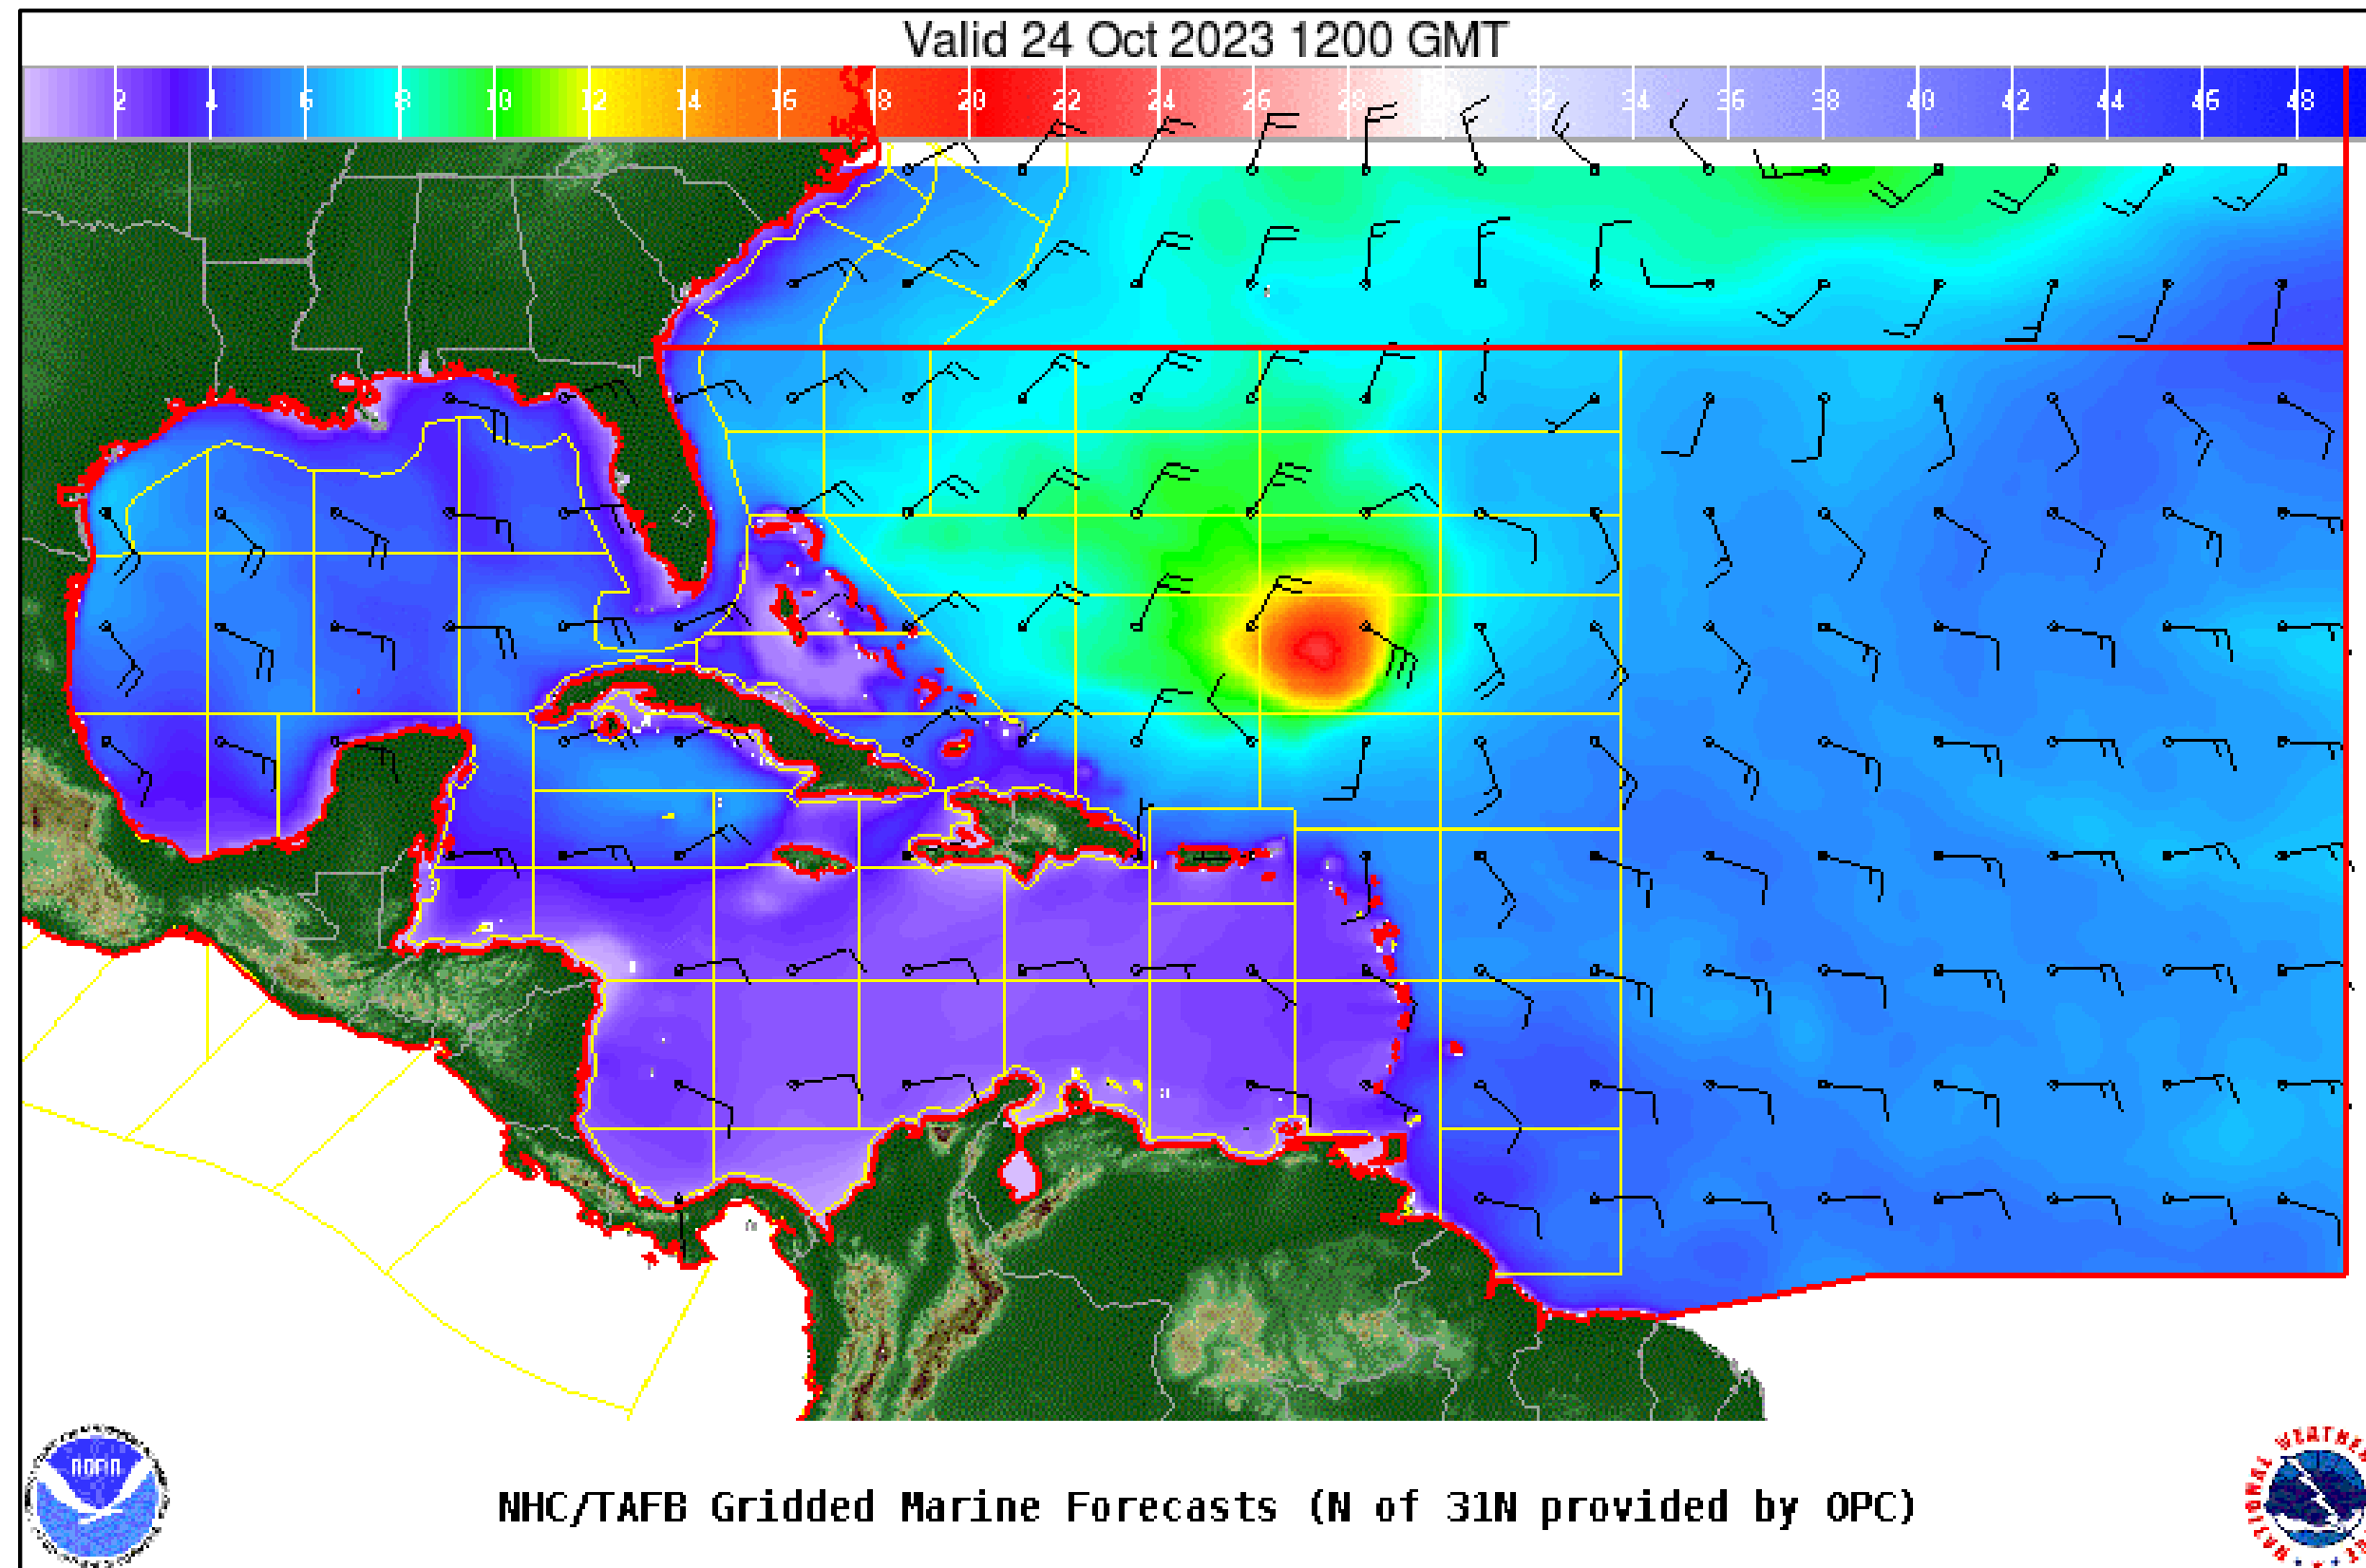 Valid 24 Oct 2023 1200 GMT
2 4 6 8 10 12 14 16 18 20 22 24 26 28 32 34 36 38 40 42 44 46 48
NOAA
NATIONAL WEATHER
NHC/TAFB Gridded Marine Forecasts (N of 31N provided by OPC)